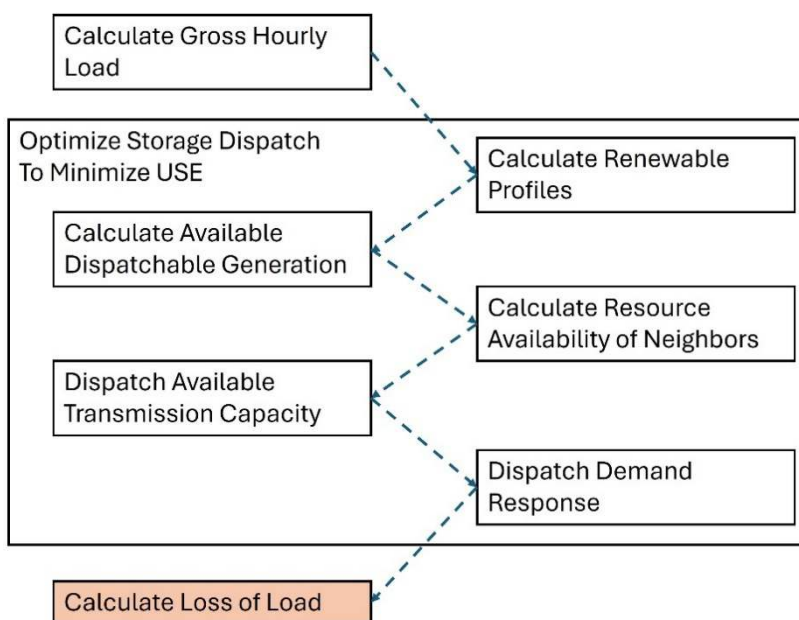 Calculate Gross Hourly
Load
Optimize Storage Dispatch
To Minimize USE
Calculate Renewable
Profiles
Calculate Available
Dispatchable Generation
Calculate Resource
Availability of Neighbors
Dispatch Available
Transmission Capacity
Dispatch Demand
Response
Calculate Loss of Load